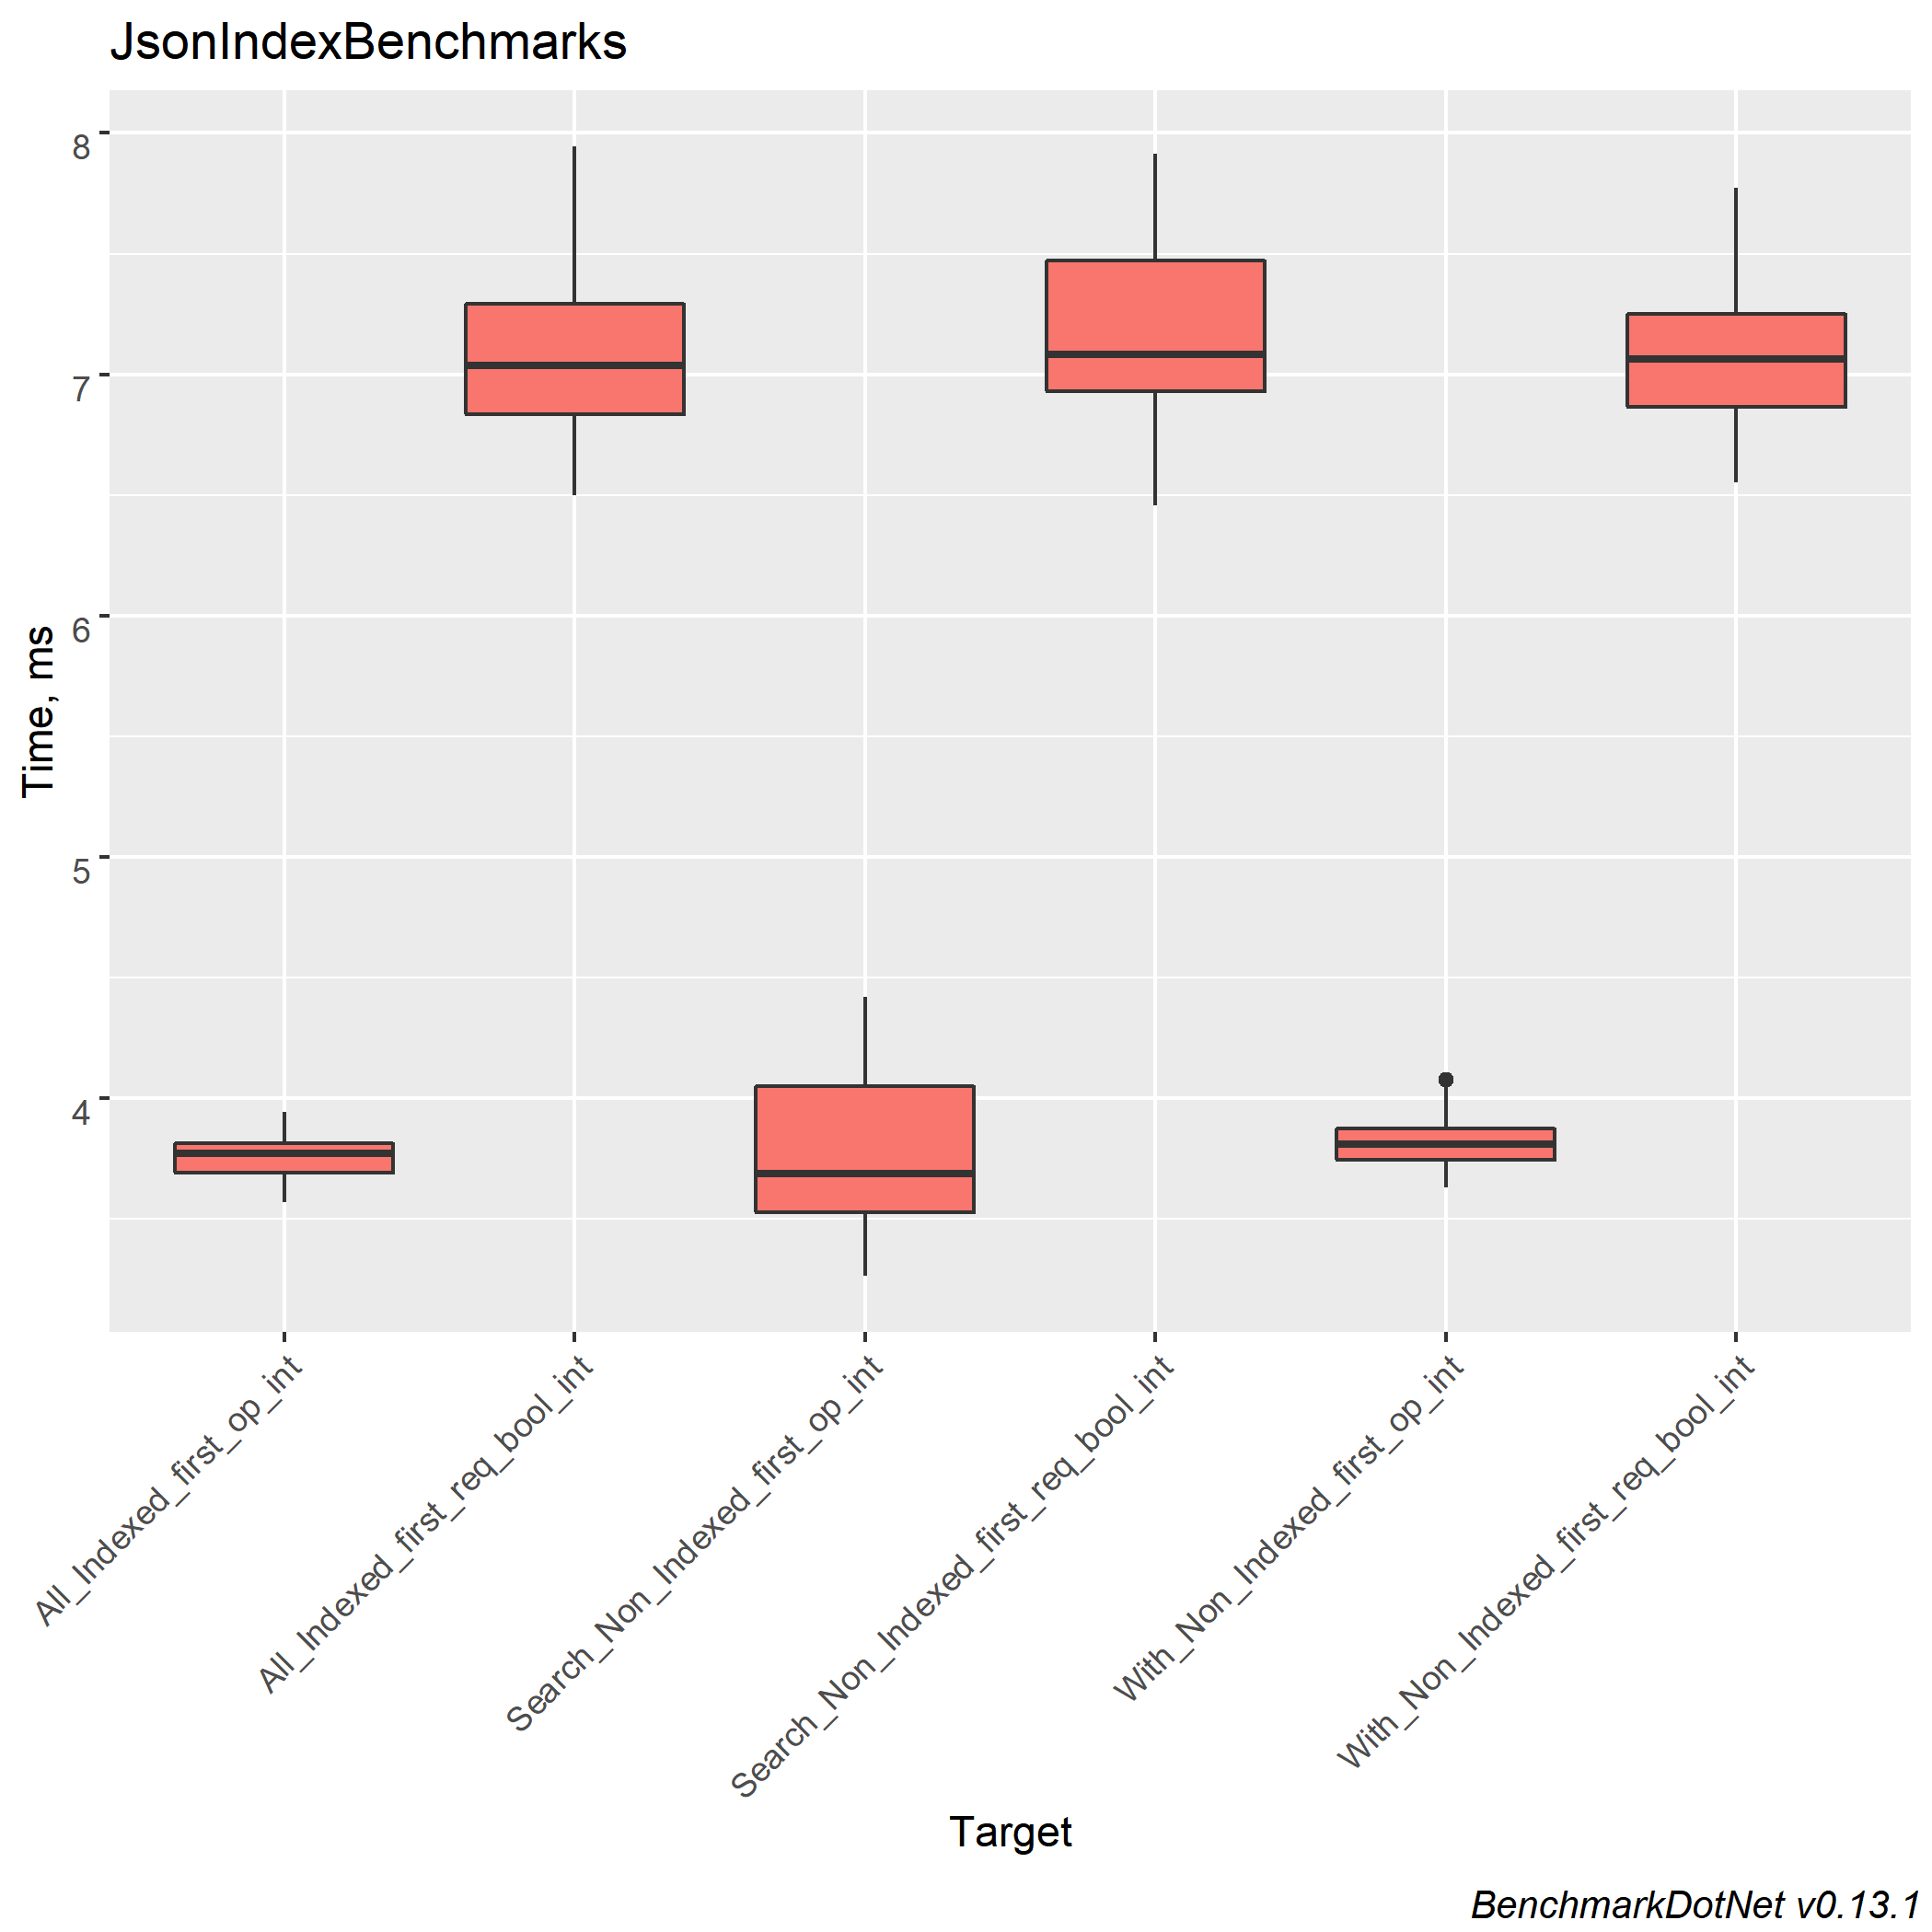 JsonIndexBenchmarks
8
7
6
5
4
Time, ms
All_Indexed_first_op_int
All_Indexed_first_req_bool_int
Search_Non_Indexed_first_op_int
Search_Non_Indexed_first_req_bool_int
With_Non_Indexed_first_op_int
With_Non_Indexed_first_req_bool_int
Target
BenchmarkDotNet v0.13.1